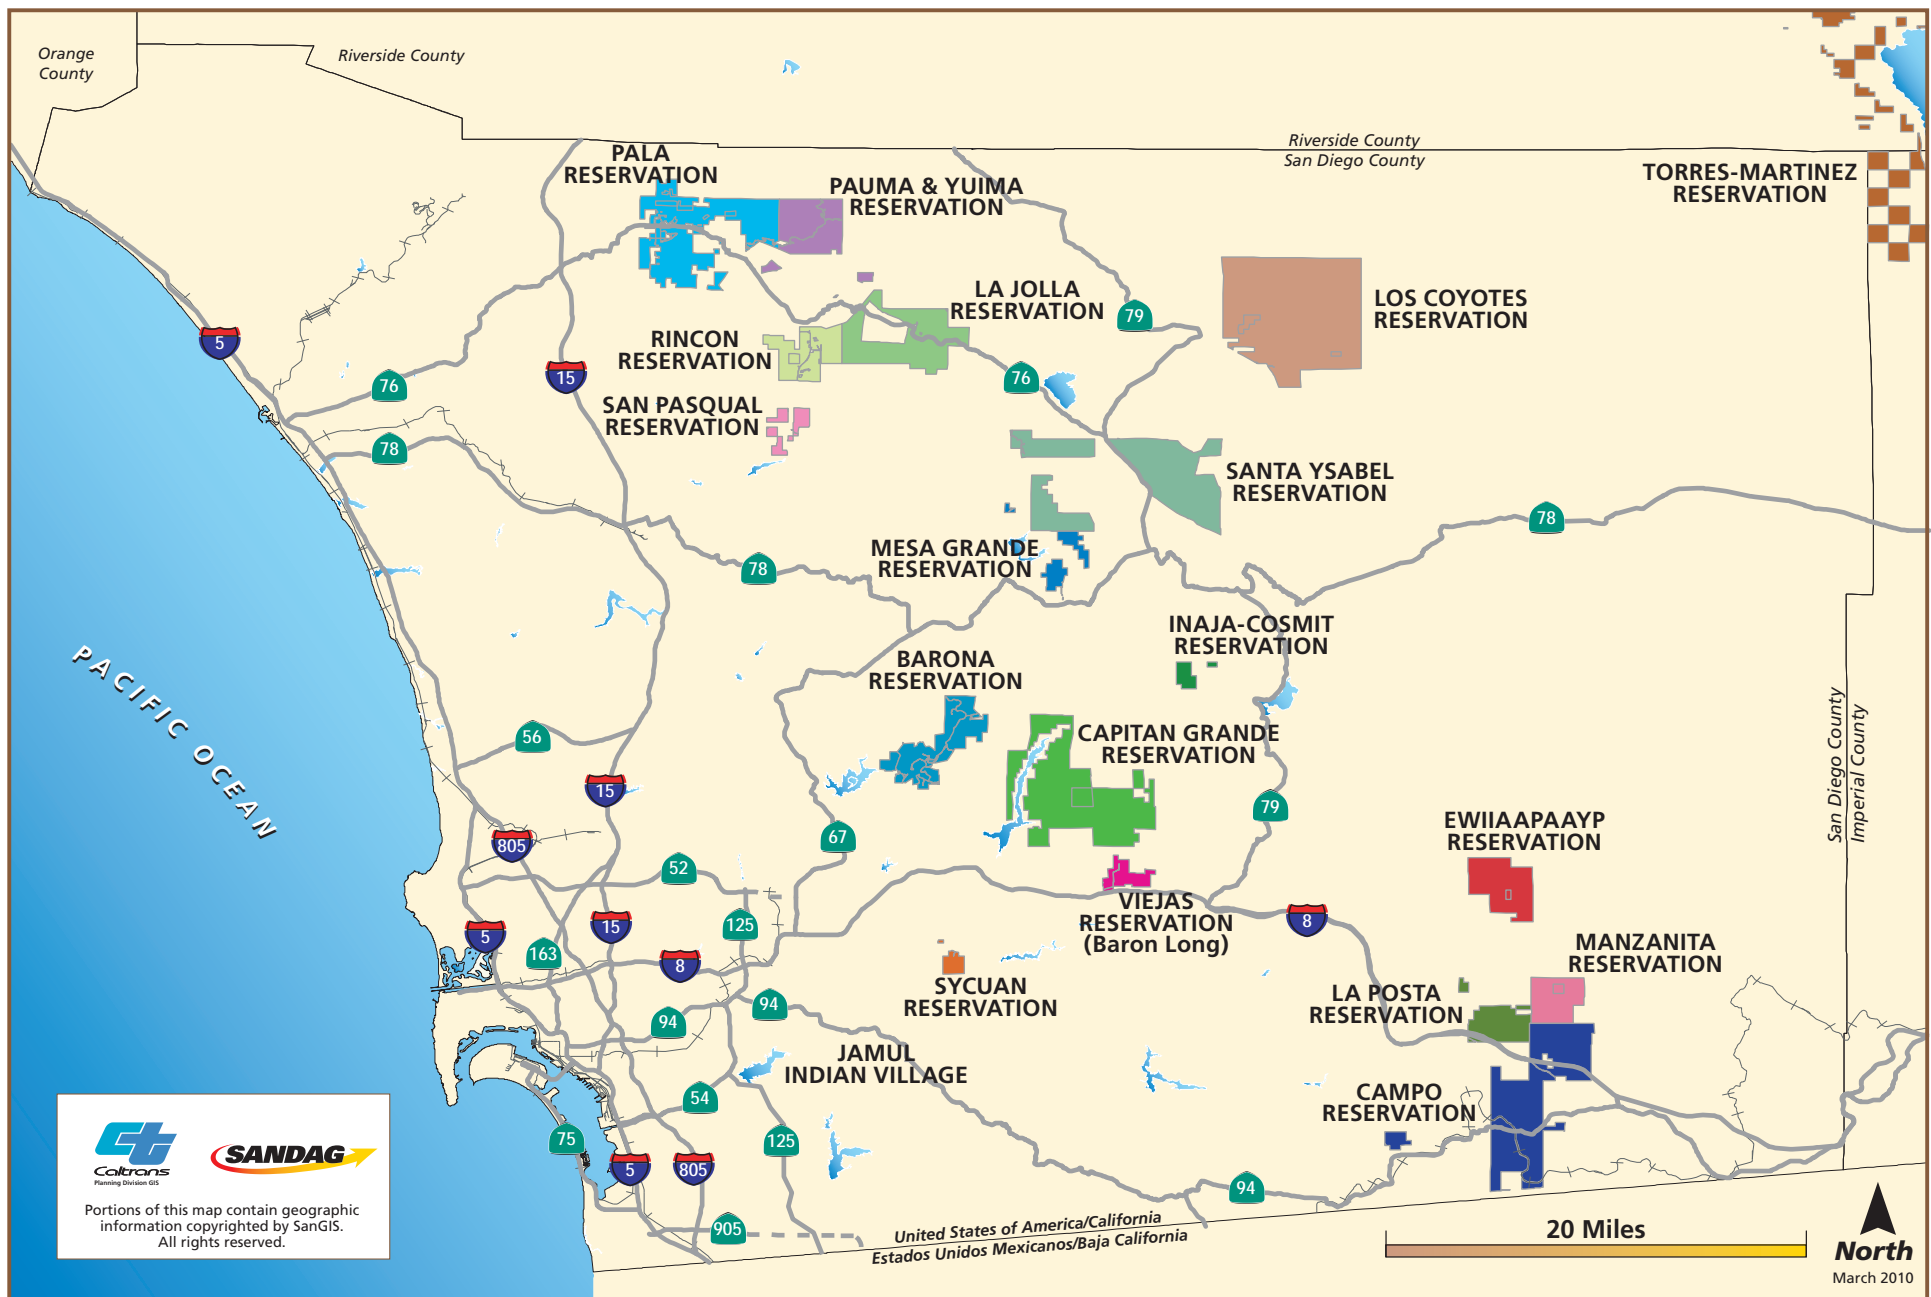 Orange
County
Riverside County
Riverside County
San Diego County
PALA
RESERVATION
PAUMA & YUIMA
RESERVATION
TORRES-MARTINEZ
RESERVATION
LA JOLLA
RESERVATION
79
LOS COYOTES
RESERVATION
5
RINCON
RESERVATION
15
76
76
SAN PASQUAL
RESERVATION
78
SANTA YSABEL
RESERVATION
78
MESA GRANDE
RESERVATION
78
INAJA-COSMIT
RESERVATION
BARONA
RESERVATION
PACIFIC OCEAN
San Diego County
Imperial County
56
CAPITAN GRANDE
RESERVATION
15
79
67
805
EWIIAAPAAYP
RESERVATION
52
VIEJAS
RESERVATION
(Baron Long)
8
125
15
5
163
8
MANZANITA
RESERVATION
SYCUAN
RESERVATION
LA POSTA
RESERVATION
94
94
JAMUL
INDIAN VILLAGE
54
CAMPO
RESERVATION
75
125
5
805
94
905
United States of America/California
Estados Unidos Mexicanos/Baja California
Caltrans
Planning Division GIS
SANDAG
Portions of this map contain geographic
information copyrighted by SanGIS.
All rights reserved.
20 Miles
North
March 2010